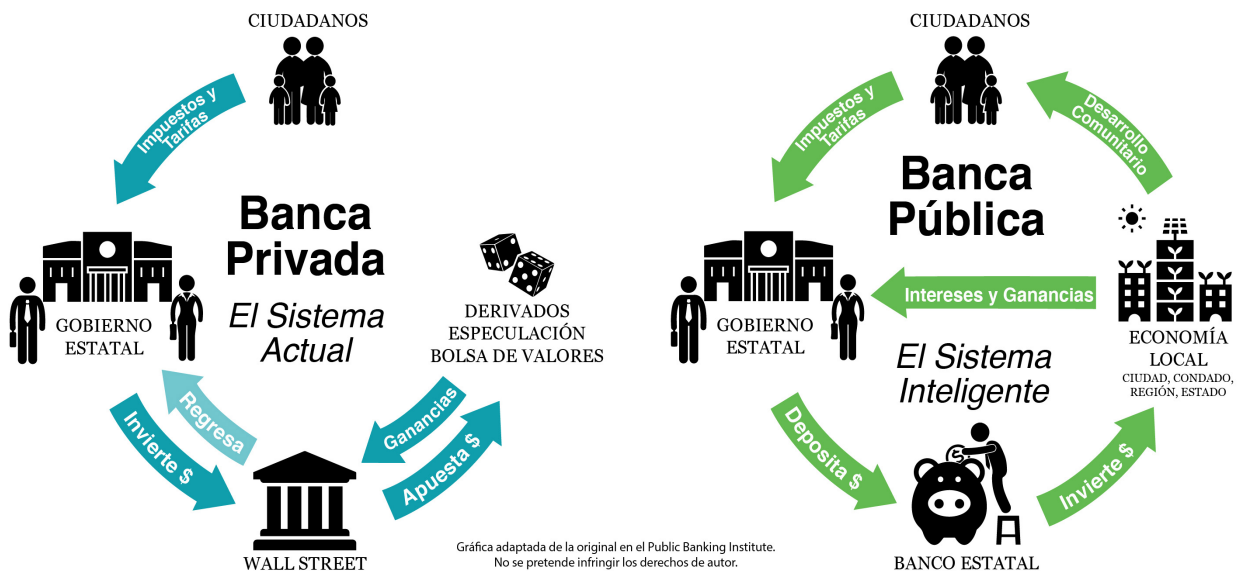 CIUDADANOS
Impuestos y
Tarifas
Banca
Privada
El Sistema
Actual
GOBIERNO
ESTATAL
DERIVADOS
ESPECULACIÓN
BOLSA DE VALORES
Invierte $
Regresa
Ganancias
Apuesta $
WALL STREET
CIUDADANOS
Impuestos y
Tarifas
Desarrollo
Comunitario
Banca
Pública
Intereses y Ganancias
GOBIERNO
ESTATAL
El Sistema
Inteligente
ECONOMÍA
LOCAL
CIUDAD, CONDADO,
REGIÓN, ESTADO
Deposita $
Invierte $
BANCO ESTATAL
Gráfica adaptada de la original en el Public Banking Institute.
No se pretende infringir los derechos de autor.